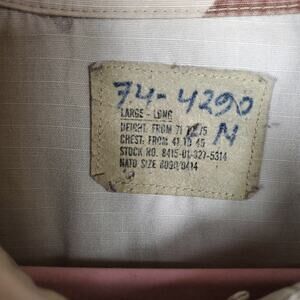 74-4290
LARGE - LONG
HEIGHT: FROM 71 TO 75
N
CHEST: FROM 41 TO 45
STOCK NO. 8415-01-327-5314
NATO SIZE 8090/0414